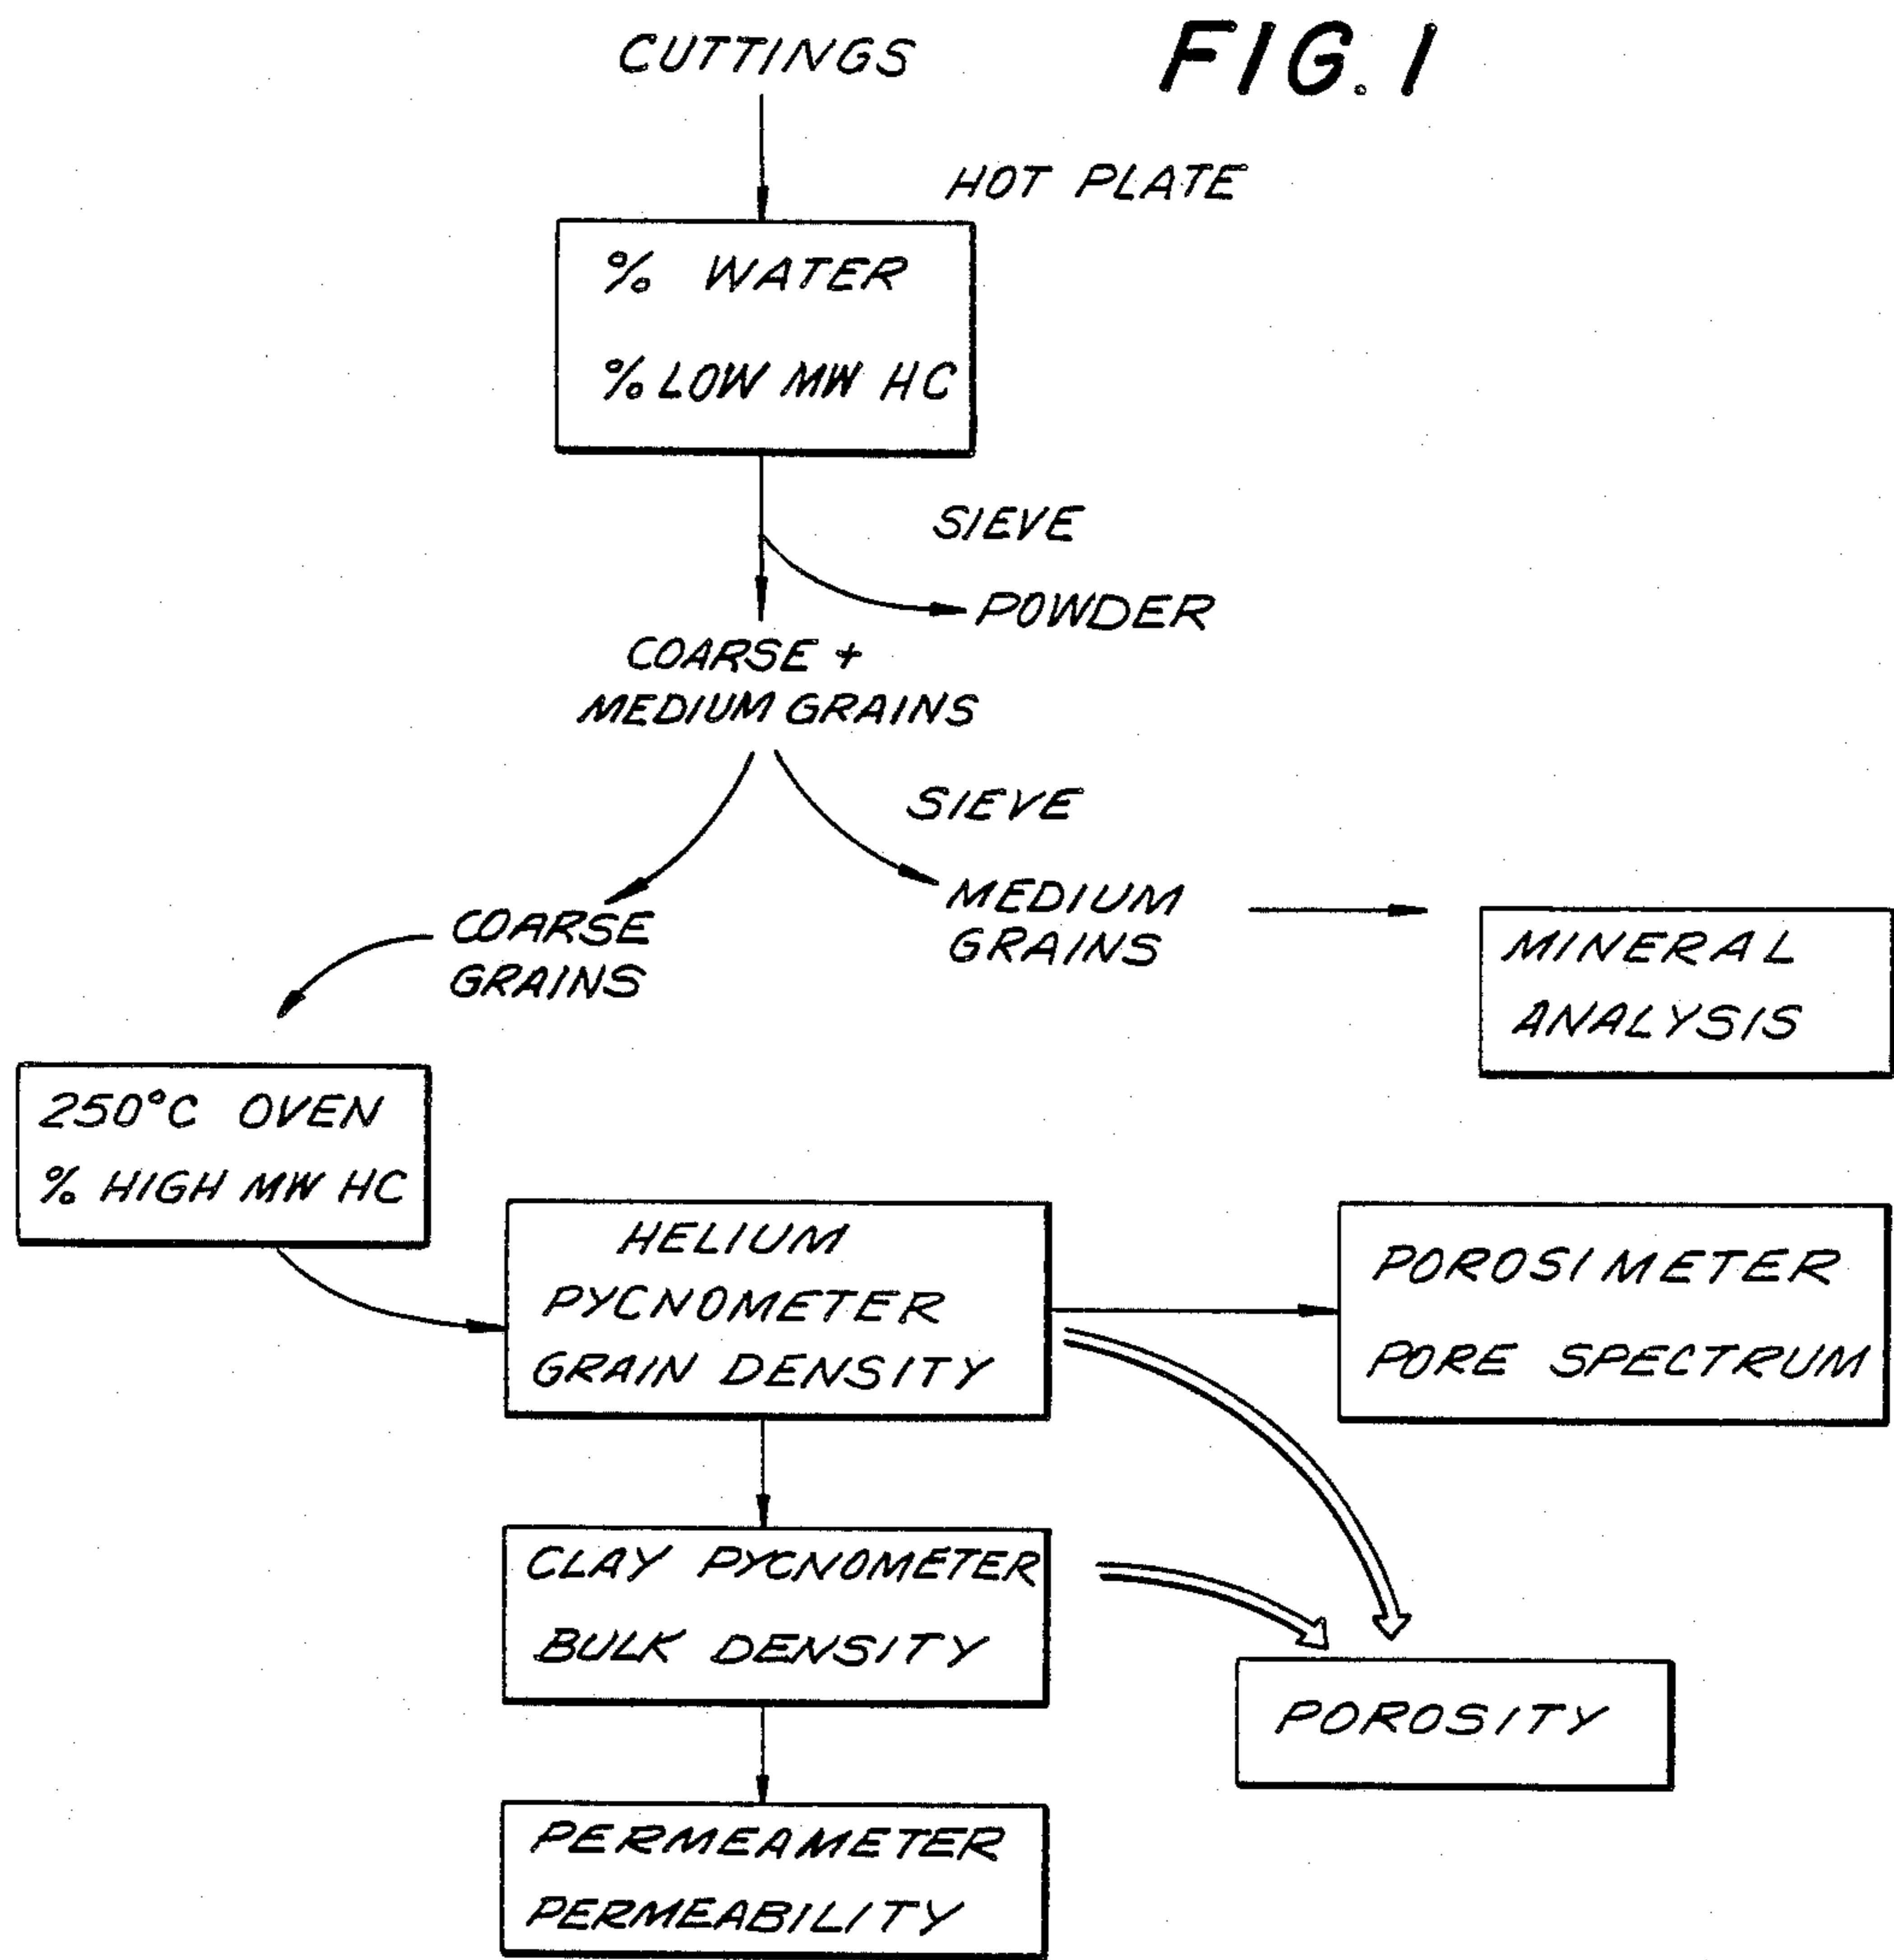 FIG. 1
CUTTINGS
HOT PLATE
% WATER
% LOW MW HC
SIEVE
POWDER
COARSE +
MEDIUM GRAINS
SIEVE
COARSE
GRAINS
MEDIUM
GRAINS
MINERAL
ANALYSIS
250°C OVEN
% HIGH MW HC
HELIUM
PYCNOMETER
GRAIN DENSITY
POROSIMETER
PORE SPECTRUM
CLAY PYCNOMETER
BULK DENSITY
POROSITY
PERMEAMETER
PERMEABILITY